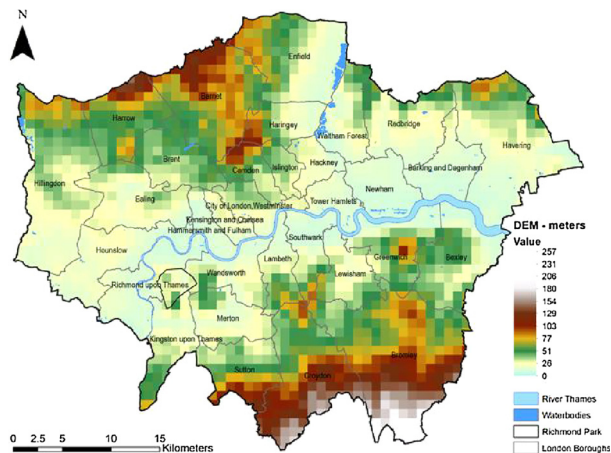 N
Enfield
Barnet
Harrow
Haringey
Waltham Forest
Redbridge
Havering
Brent
Camden
Islington
Hackney
Barking and Dagenham
Hillingdon
Ealing
Newham
Tower Hamlets
City of London,Westminster
Kensington and Chelsea
Hammersmith and Fulham
Southwark
Hounslow
Lambeth
Greenwich
Bexley
Lewisham
Wandsworth
Richmond upon Thames
Merton
Kingston upon Thames
Sutton
Croydon
Bromley
DEM - meters
Value
257
231
206
180
154
129
103
77
51
26
0
River Thames
Waterbodies
Richmond Park
London Boroughs
0 2.5 5 10 15
Kilometers